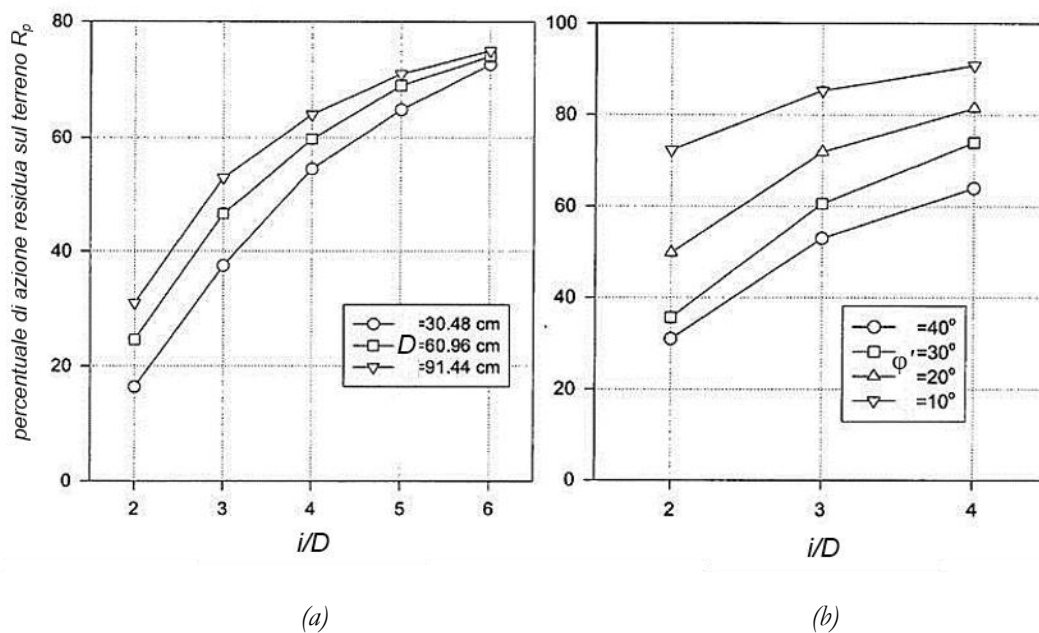 percentuale di azione residua sul terreno Rp
80
60
40
20
0
2 3 4 5 6
i/D
=30.48 cm
D=60.96 cm
=91.44 cm
(a)
100
80
60
40
20
0
2 3 4
i/D
=40°
φ'=30°
=20°
=10°
(b)